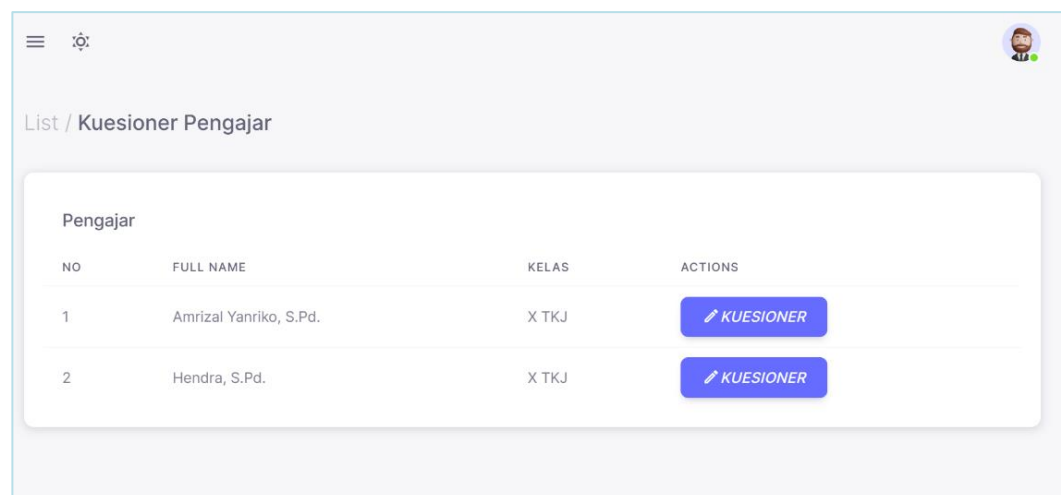 List / Kuesioner Pengajar
Pengajar
NO FULL NAME KELAS ACTIONS
1 Amrizal Yanriko, S.Pd. X TKJ KUESIONER
2 Hendra, S.Pd. X TKJ KUESIONER